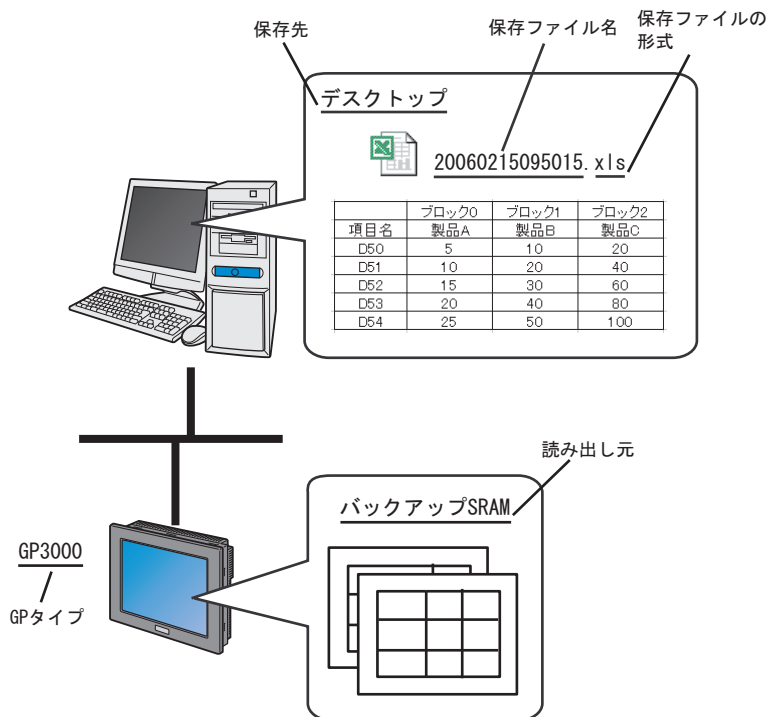 保存先
保存ファイル名
保存ファイルの
形式
デスクトップ
20060215095015.xls
ブロック0 ブロック1 ブロック2
項目名 製品A 製品B 製品C
D50 5 10 20
D51 10 20 40
D52 15 30 60
D53 20 40 80
D54 25 50 100
読み出し元
バックアップSRAM
GP3000
GPタイプ